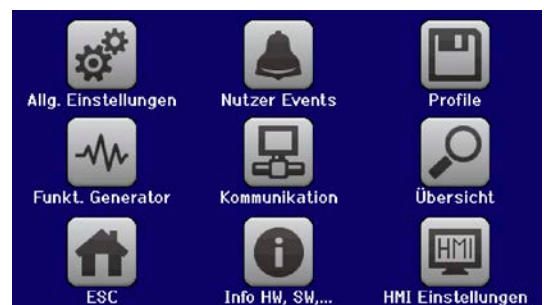 Allg. Einstellungen
Nutzer Events
Profile
Funkt. Generator
Kommunikation
Übersicht
HMI
ESC
Info HW, SW,...
HMI Einstellungen